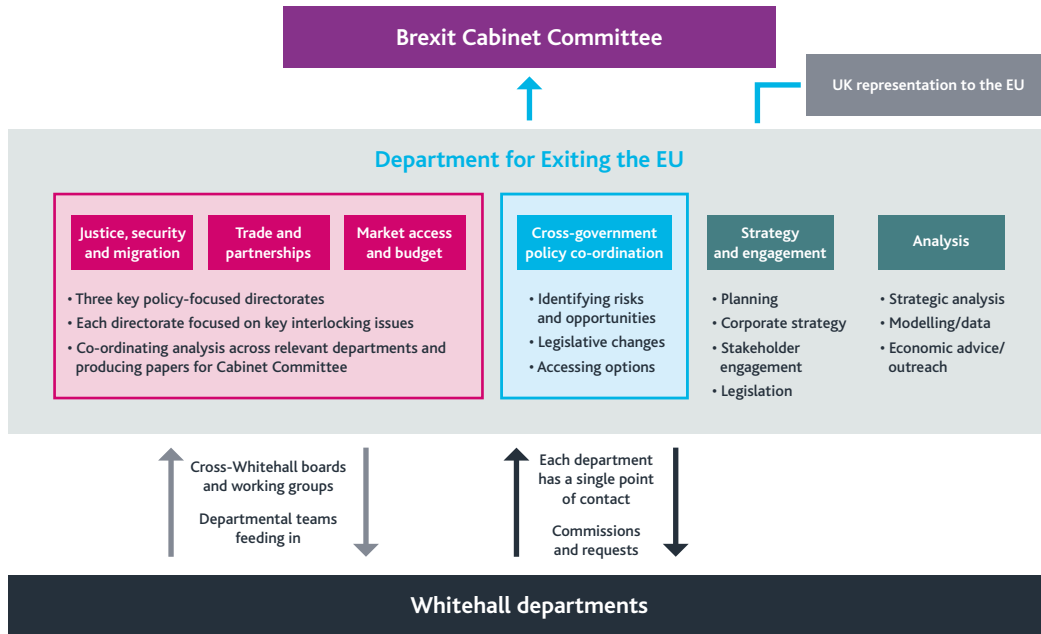 Brexit Cabinet Committee
UK representation to the EU
Department for Exiting the EU
Justice, security
and migration
Trade and
partnerships
Market access
and budget
• Three key policy-focused directorates
• Each directorate focused on key interlocking issues
• Co-ordinating analysis across relevant departments and
producing papers for Cabinet Committee
Cross-government
policy co-ordination
• Identifying risks
and opportunities
• Legislative changes
• Accessing options
Strategy
and engagement
• Planning
• Corporate strategy
• Stakeholder
engagement
• Legislation
Analysis
• Strategic analysis
• Modelling/data
• Economic advice/
outreach
Cross-Whitehall boards
and working groups
Departmental teams
feeding in
Each department
has a single point
of contact
Commissions
and requests
Whitehall departments